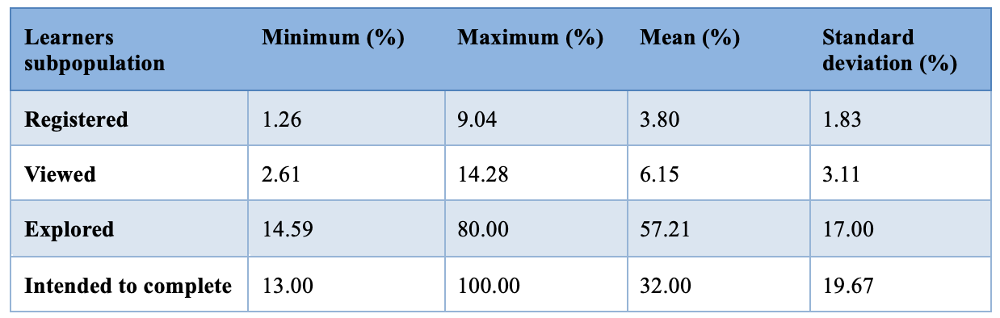 Learners subpopulation Minimum (%) Maximum (%) Mean (%) Standard deviation (%)
Registered 1.26 9.04 3.80 1.83
Viewed 2.61 14.28 6.15 3.11
Explored 14.59 80.00 57.21 17.00
Intended to complete 13.00 100.00 32.00 19.67